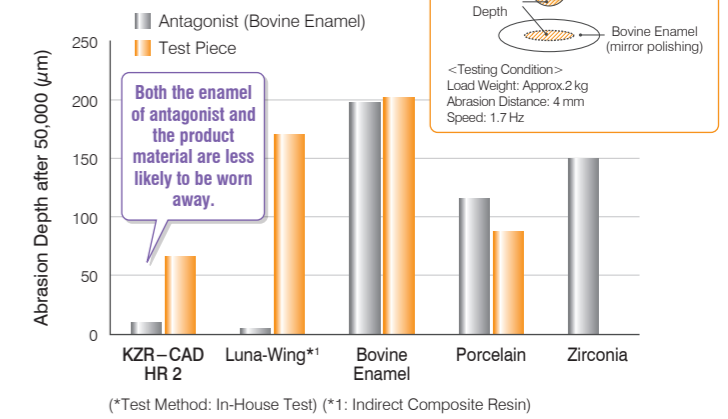 Antagonist (Bovine Enamel)
Test Piece
Depth
Bovine Enamel
(mirror polishing)
<Testing Condition>
Load Weight: Approx.2 kg
Abrasion Distance: 4 mm
Speed: 1.7 Hz
Abrasion Depth after 50,000 (μm)
250
200
150
100
50
0
Both the enamel
of antagonist and
the product
material are less
likely to be worn
away.
KZR–CAD
HR 2
Luna-Wing*1
Bovine
Enamel
Porcelain
Zirconia
(*Test Method: In-House Test) (*1: Indirect Composite Resin)